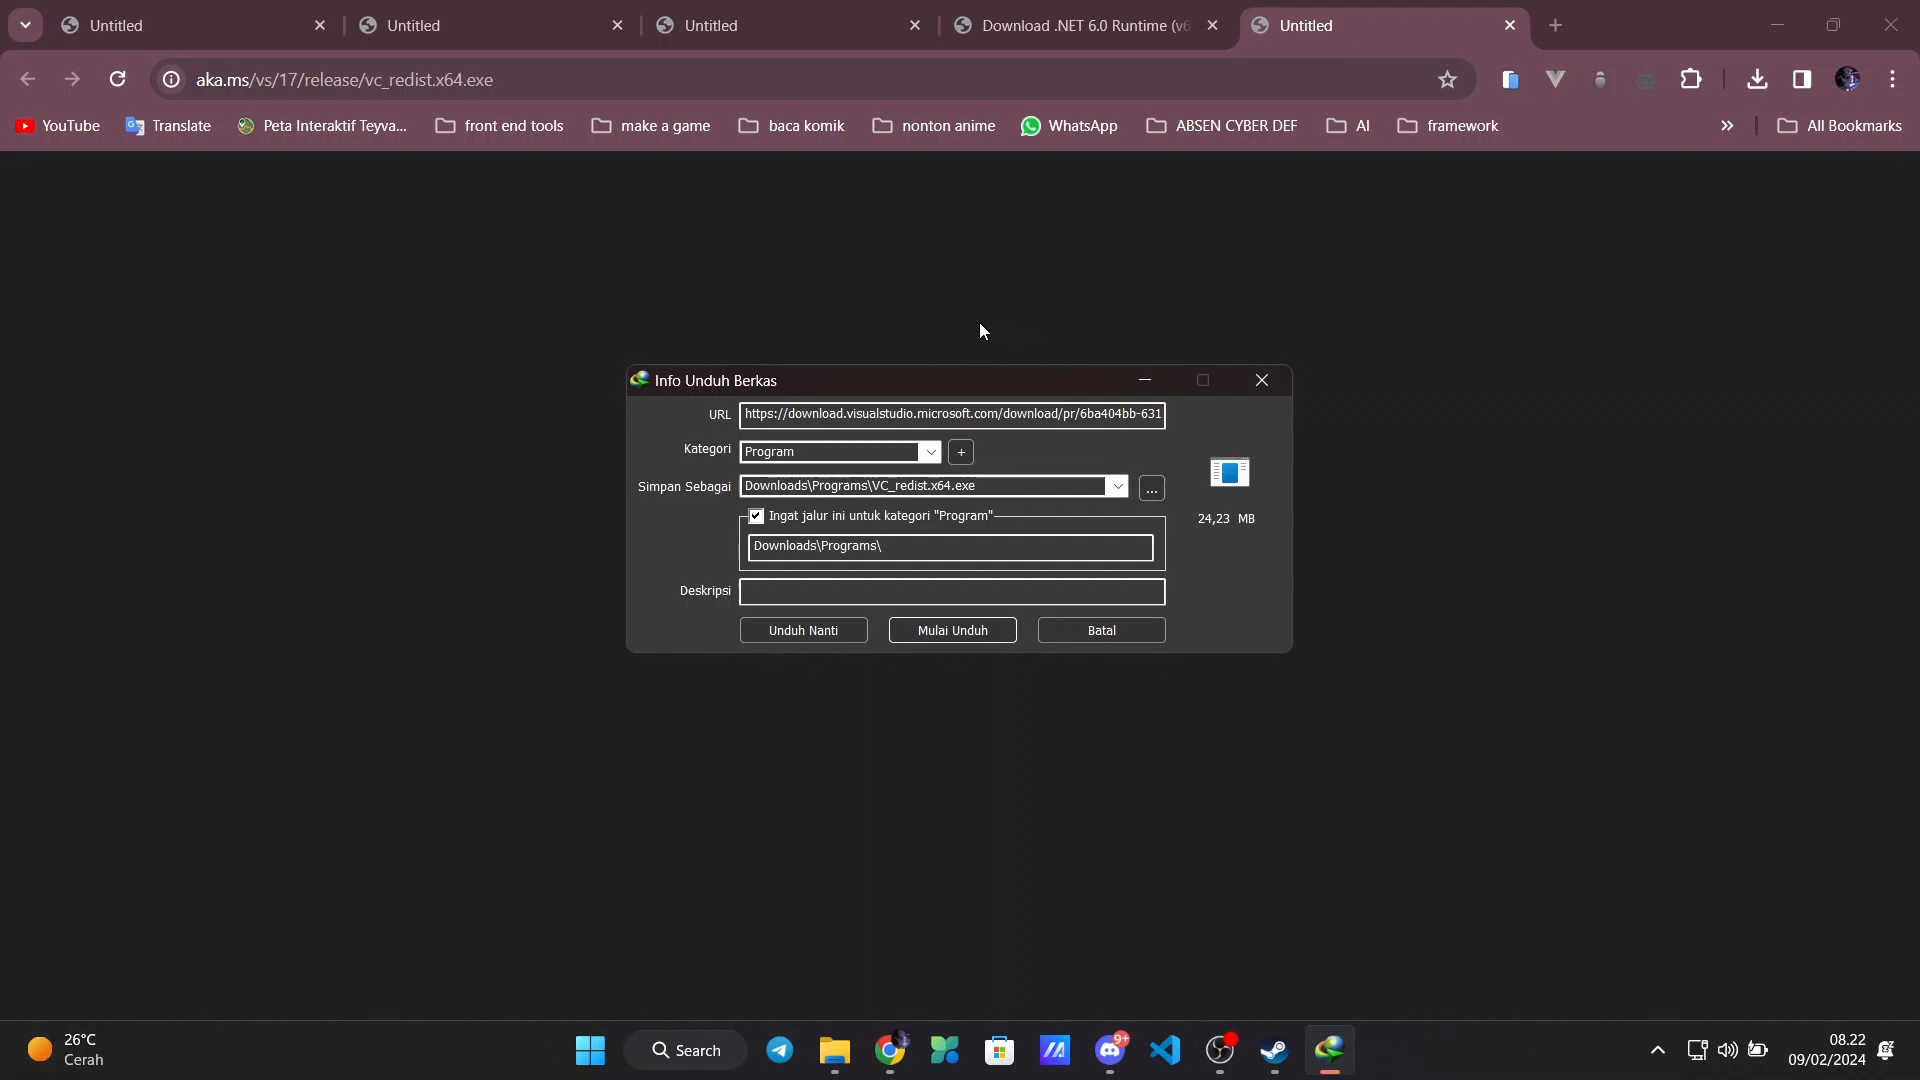 Untitled
Untitled
Untitled
Download .NET 6.0 Runtime (v6
Untitled
aka.ms/vs/17/release/vc_redist.x64.exe
YouTube
Translate
Peta Interaktif Teyva...
front end tools
make a game
baca komik
nonton anime
WhatsApp
ABSEN CYBER DEF
AI
framework
All Bookmarks
Info Unduh Berkas
URL
https://download.visualstudio.microsoft.com/download/pr/6ba404bb-631
Kategori
Program
+
Simpan Sebagai
Downloads\Programs\VC_redist.x64.exe
...
Ingat jalur ini untuk kategori "Program"
Downloads\Programs\
24,23 MB
Deskripsi
Unduh Nanti
Mulai Unduh
Batal
26°C
Cerah
Search
9+
08.22
09/02/2024